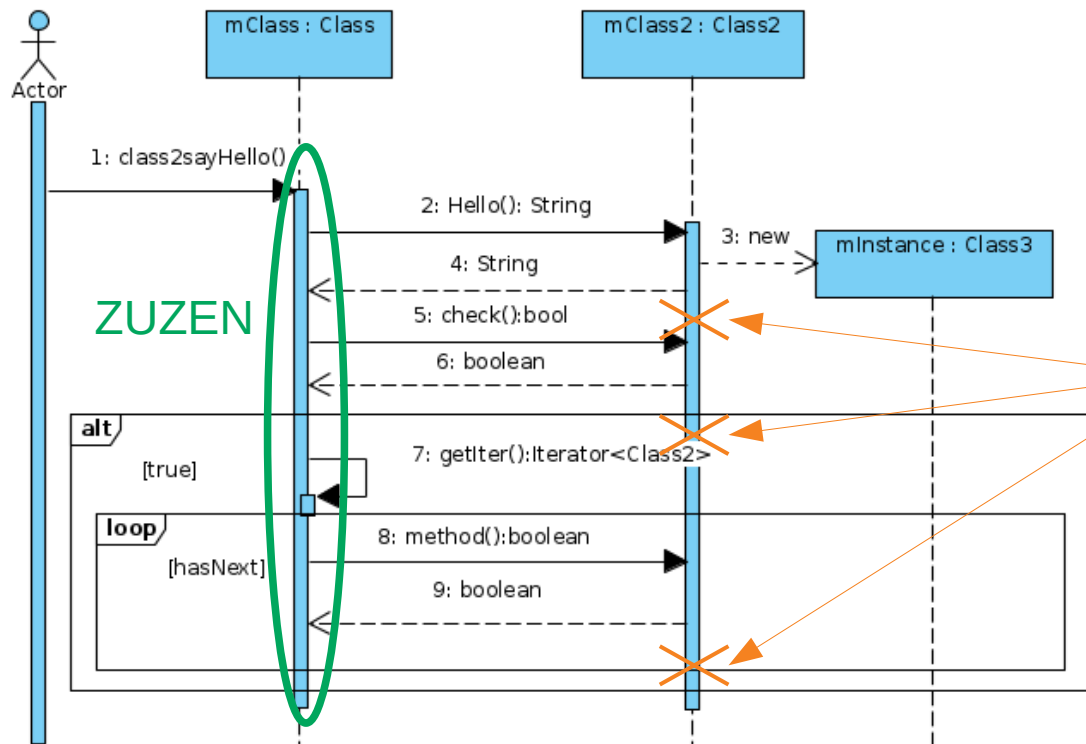 mClass : Class
mClass2 : Class2
Actor
1: class2sayHello()
2: Hello(): String
3: new
mInstance : Class3
4: String
ZUZEN
5: check():bool
6: boolean
alt
[true]
7: getIter():Iterator<Class2>
loop
8: method():boolean
[hasNext]
9: boolean